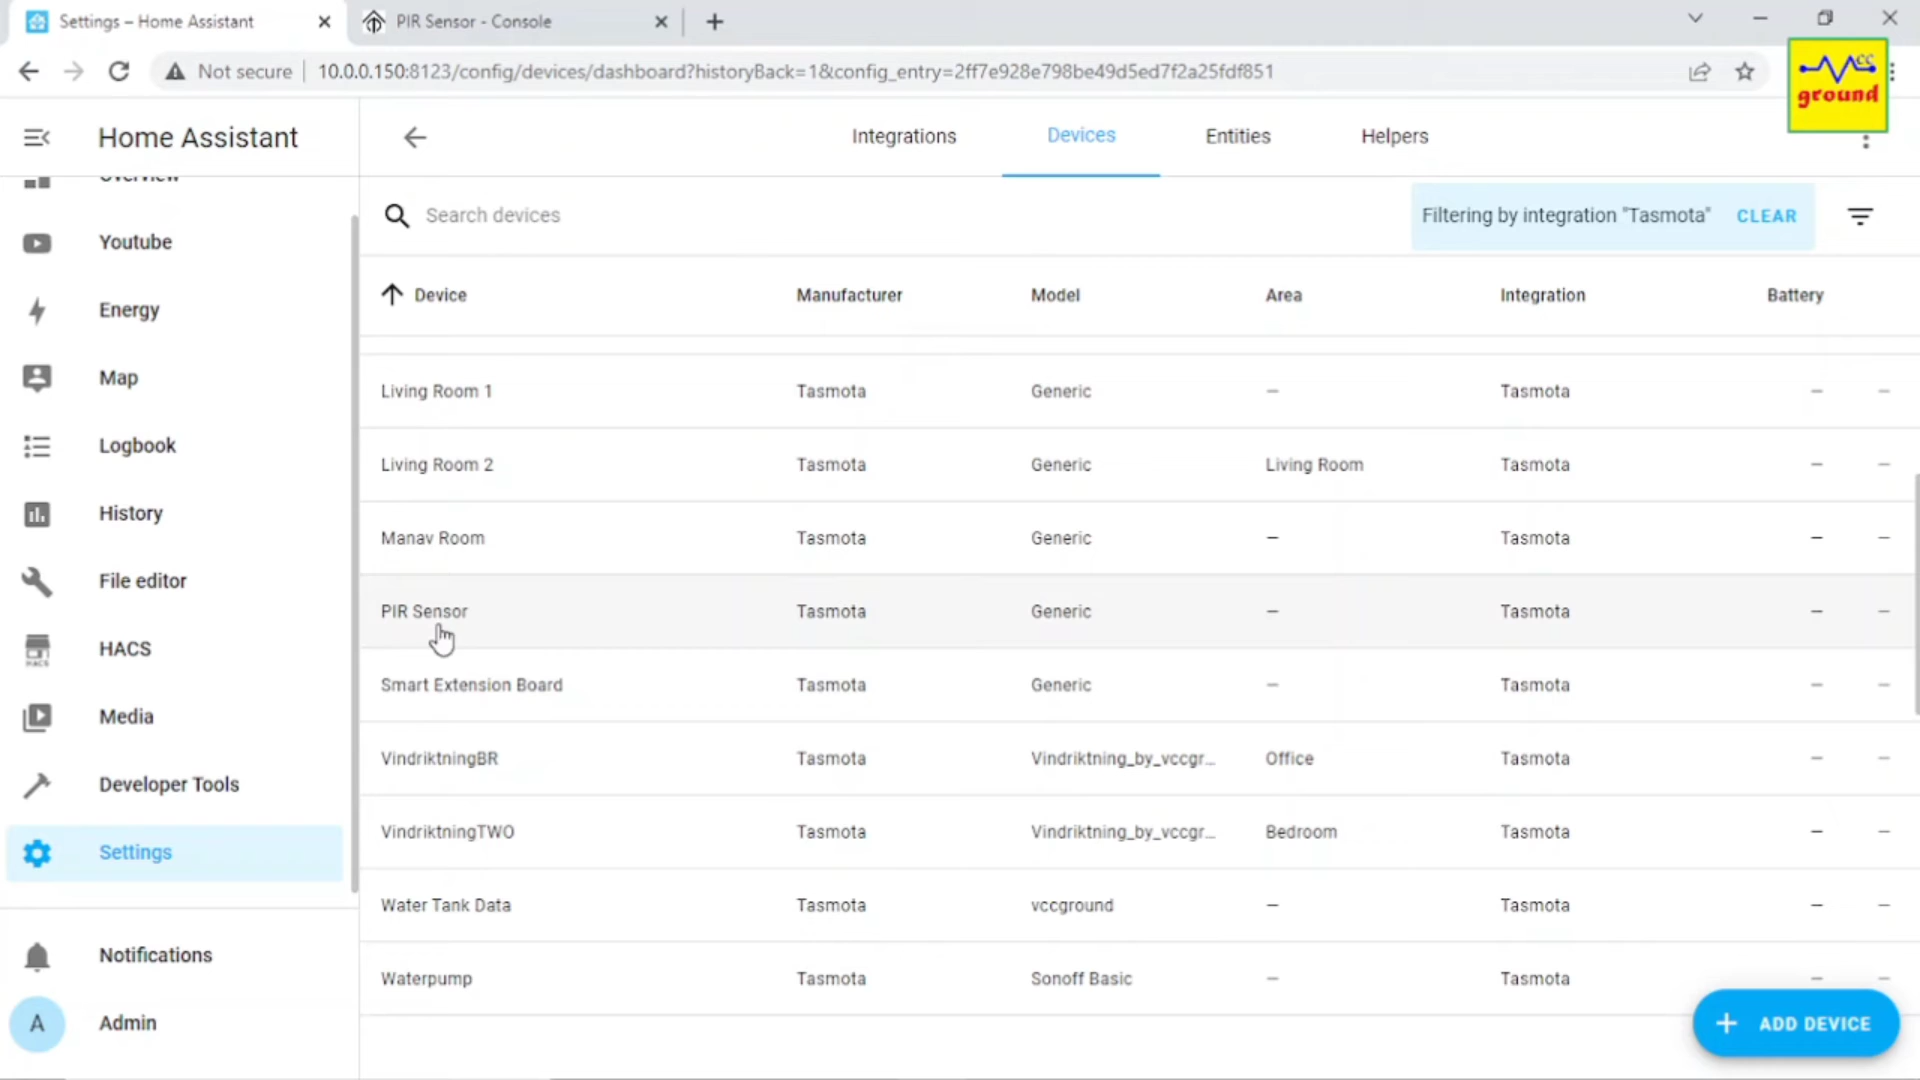 Settings – Home Assistant
PIR Sensor - Console
Not secure
10.0.0.150:8123/config/devices/dashboard?historyBack=1&config_entry=2ff7e928e798be49d5ed7f2a25fdf851
cc
ground
Home Assistant
Integrations
Devices
Entities
Helpers
Overview
Youtube
Energy
Map
Logbook
History
File editor
HACS
HACS
Media
Developer Tools
Settings
Notifications
A
Admin
Search devices
Filtering by integration "Tasmota" CLEAR
Device Manufacturer Model Area Integration Battery
Living Room 1 Tasmota Generic – Tasmota – –
Living Room 2 Tasmota Generic Living Room Tasmota – –
Manav Room Tasmota Generic – Tasmota – –
PIR Sensor Tasmota Generic – Tasmota – –
Smart Extension Board Tasmota Generic – Tasmota – –
VindriktningBR Tasmota Vindriktning_by_vccgr... Office Tasmota – –
VindriktningTWO Tasmota Vindriktning_by_vccgr... Bedroom Tasmota – –
Water Tank Data Tasmota vccground – Tasmota – –
Waterpump Tasmota Sonoff Basic – Tasmota – –
ADD DEVICE